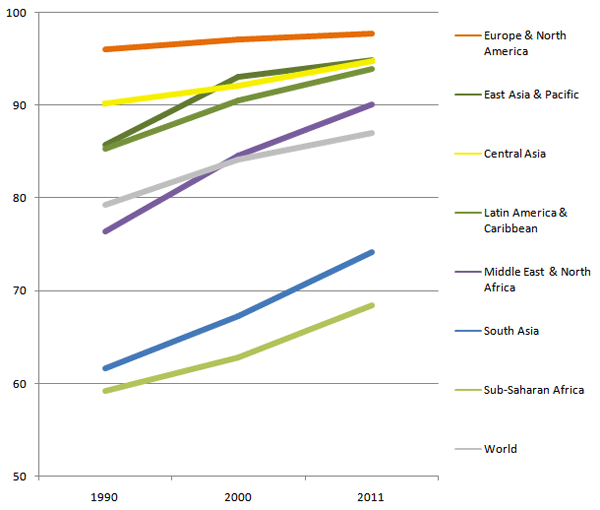 100
90
80
70
60
50
1990
2000
2011
Europe & North
America
East Asia & Pacific
Central Asia
Latin America &
Caribbean
Middle East & North
Africa
South Asia
Sub-Saharan Africa
World